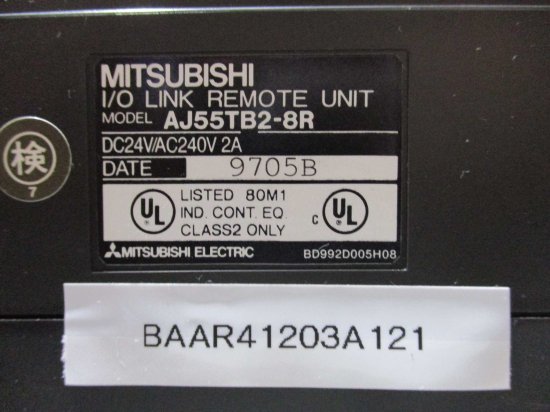 MITSUBISHI
I/O LINK REMOTE UNIT
MODEL AJ55TB2-8R
DC24V/AC240V 2A
DATE 9705B
検
7
UL LISTED 80M1
IND. CONT. EQ
CLASS2 ONLY
c UL
MITSUBISHI ELECTRIC BD992D005H08
BAAR41203A121